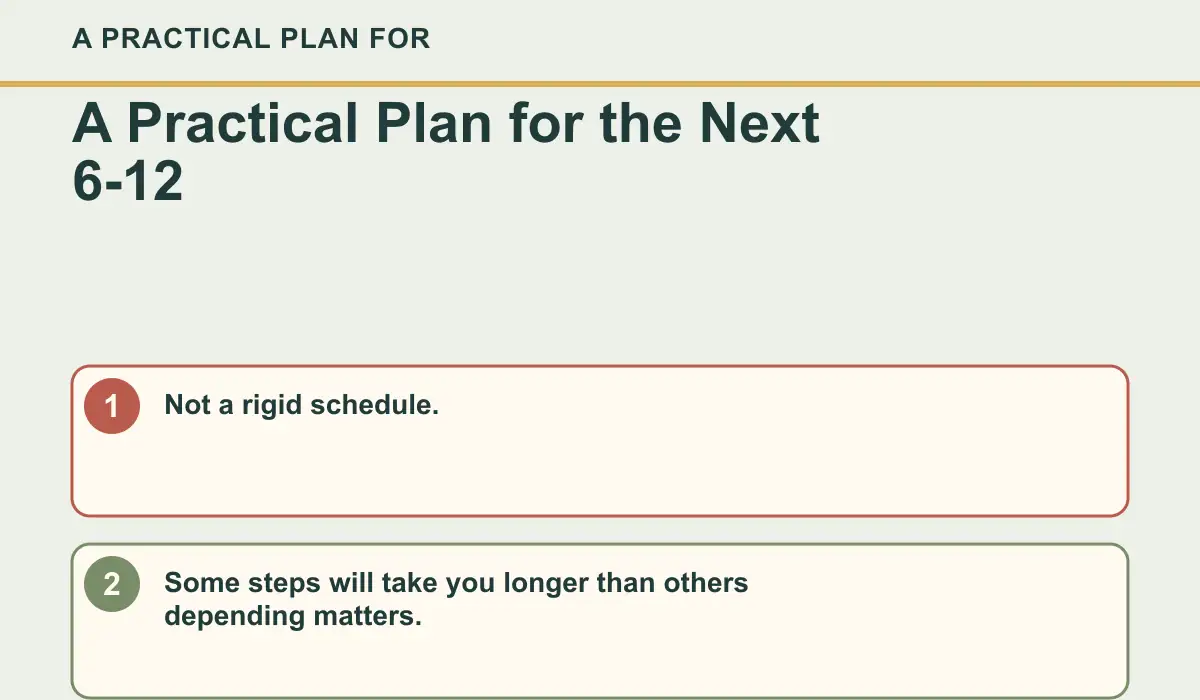 A PRACTICAL PLAN FOR
A Practical Plan for the Next
6-12
1
Not a rigid schedule.
2
Some steps will take you longer than others
depending matters.